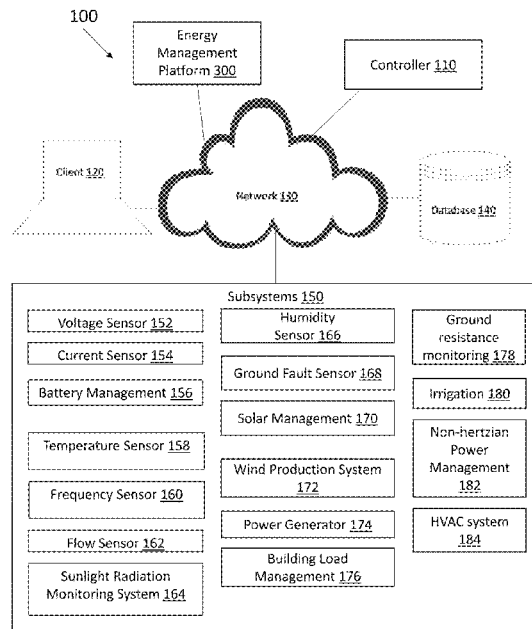 100
Energy
Management
Platform 300
Controller 110
Client 120
Network 130
Database 140
Subsystems 150
Voltage Sensor 152
Current Sensor 154
Battery Management 156
Temperature Sensor 158
Frequency Sensor 160
Flow Sensor 162
Sunlight Radiation
Monitoring System 164
Humidity
Sensor 166
Ground Fault Sensor 168
Solar Management 170
Wind Production System
172
Power Generator 174
Building Load
Management 176
Ground
resistance
monitoring 178
Irrigation 180
Non-hertzian
Power
Management
182
HVAC system
184